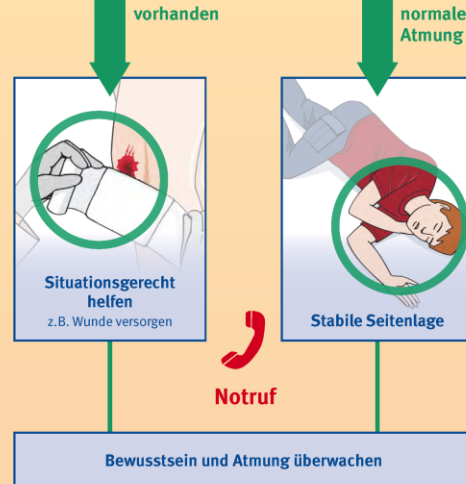 vorhanden
normale
Atmung
Situationsgerecht
helfen
z.B. Wunde versorgen
Stabile Seitenlage
Notruf
Bewusstsein und Atmung überwachen